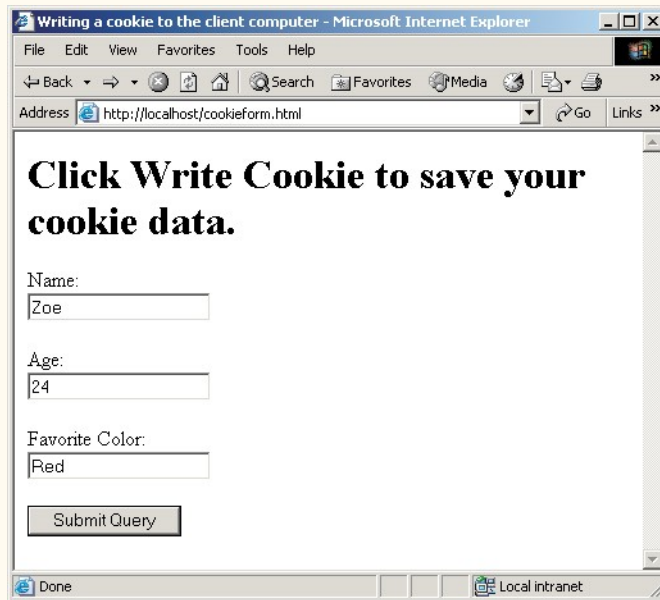 Writing a cookie to the client computer - Microsoft Internet Explorer
File Edit View Favorites Tools Help
Back Search Favorites Media »
Address http://localhost/cookieform.html Go Links »
Click Write Cookie to save your
cookie data.
Name:
Zoe
Age:
24
Favorite Color:
Red
Submit Query
Done Local intranet